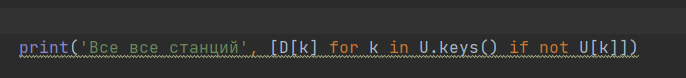 print('Все все станций', [D[k] for k in U.keys() if not U[k]])